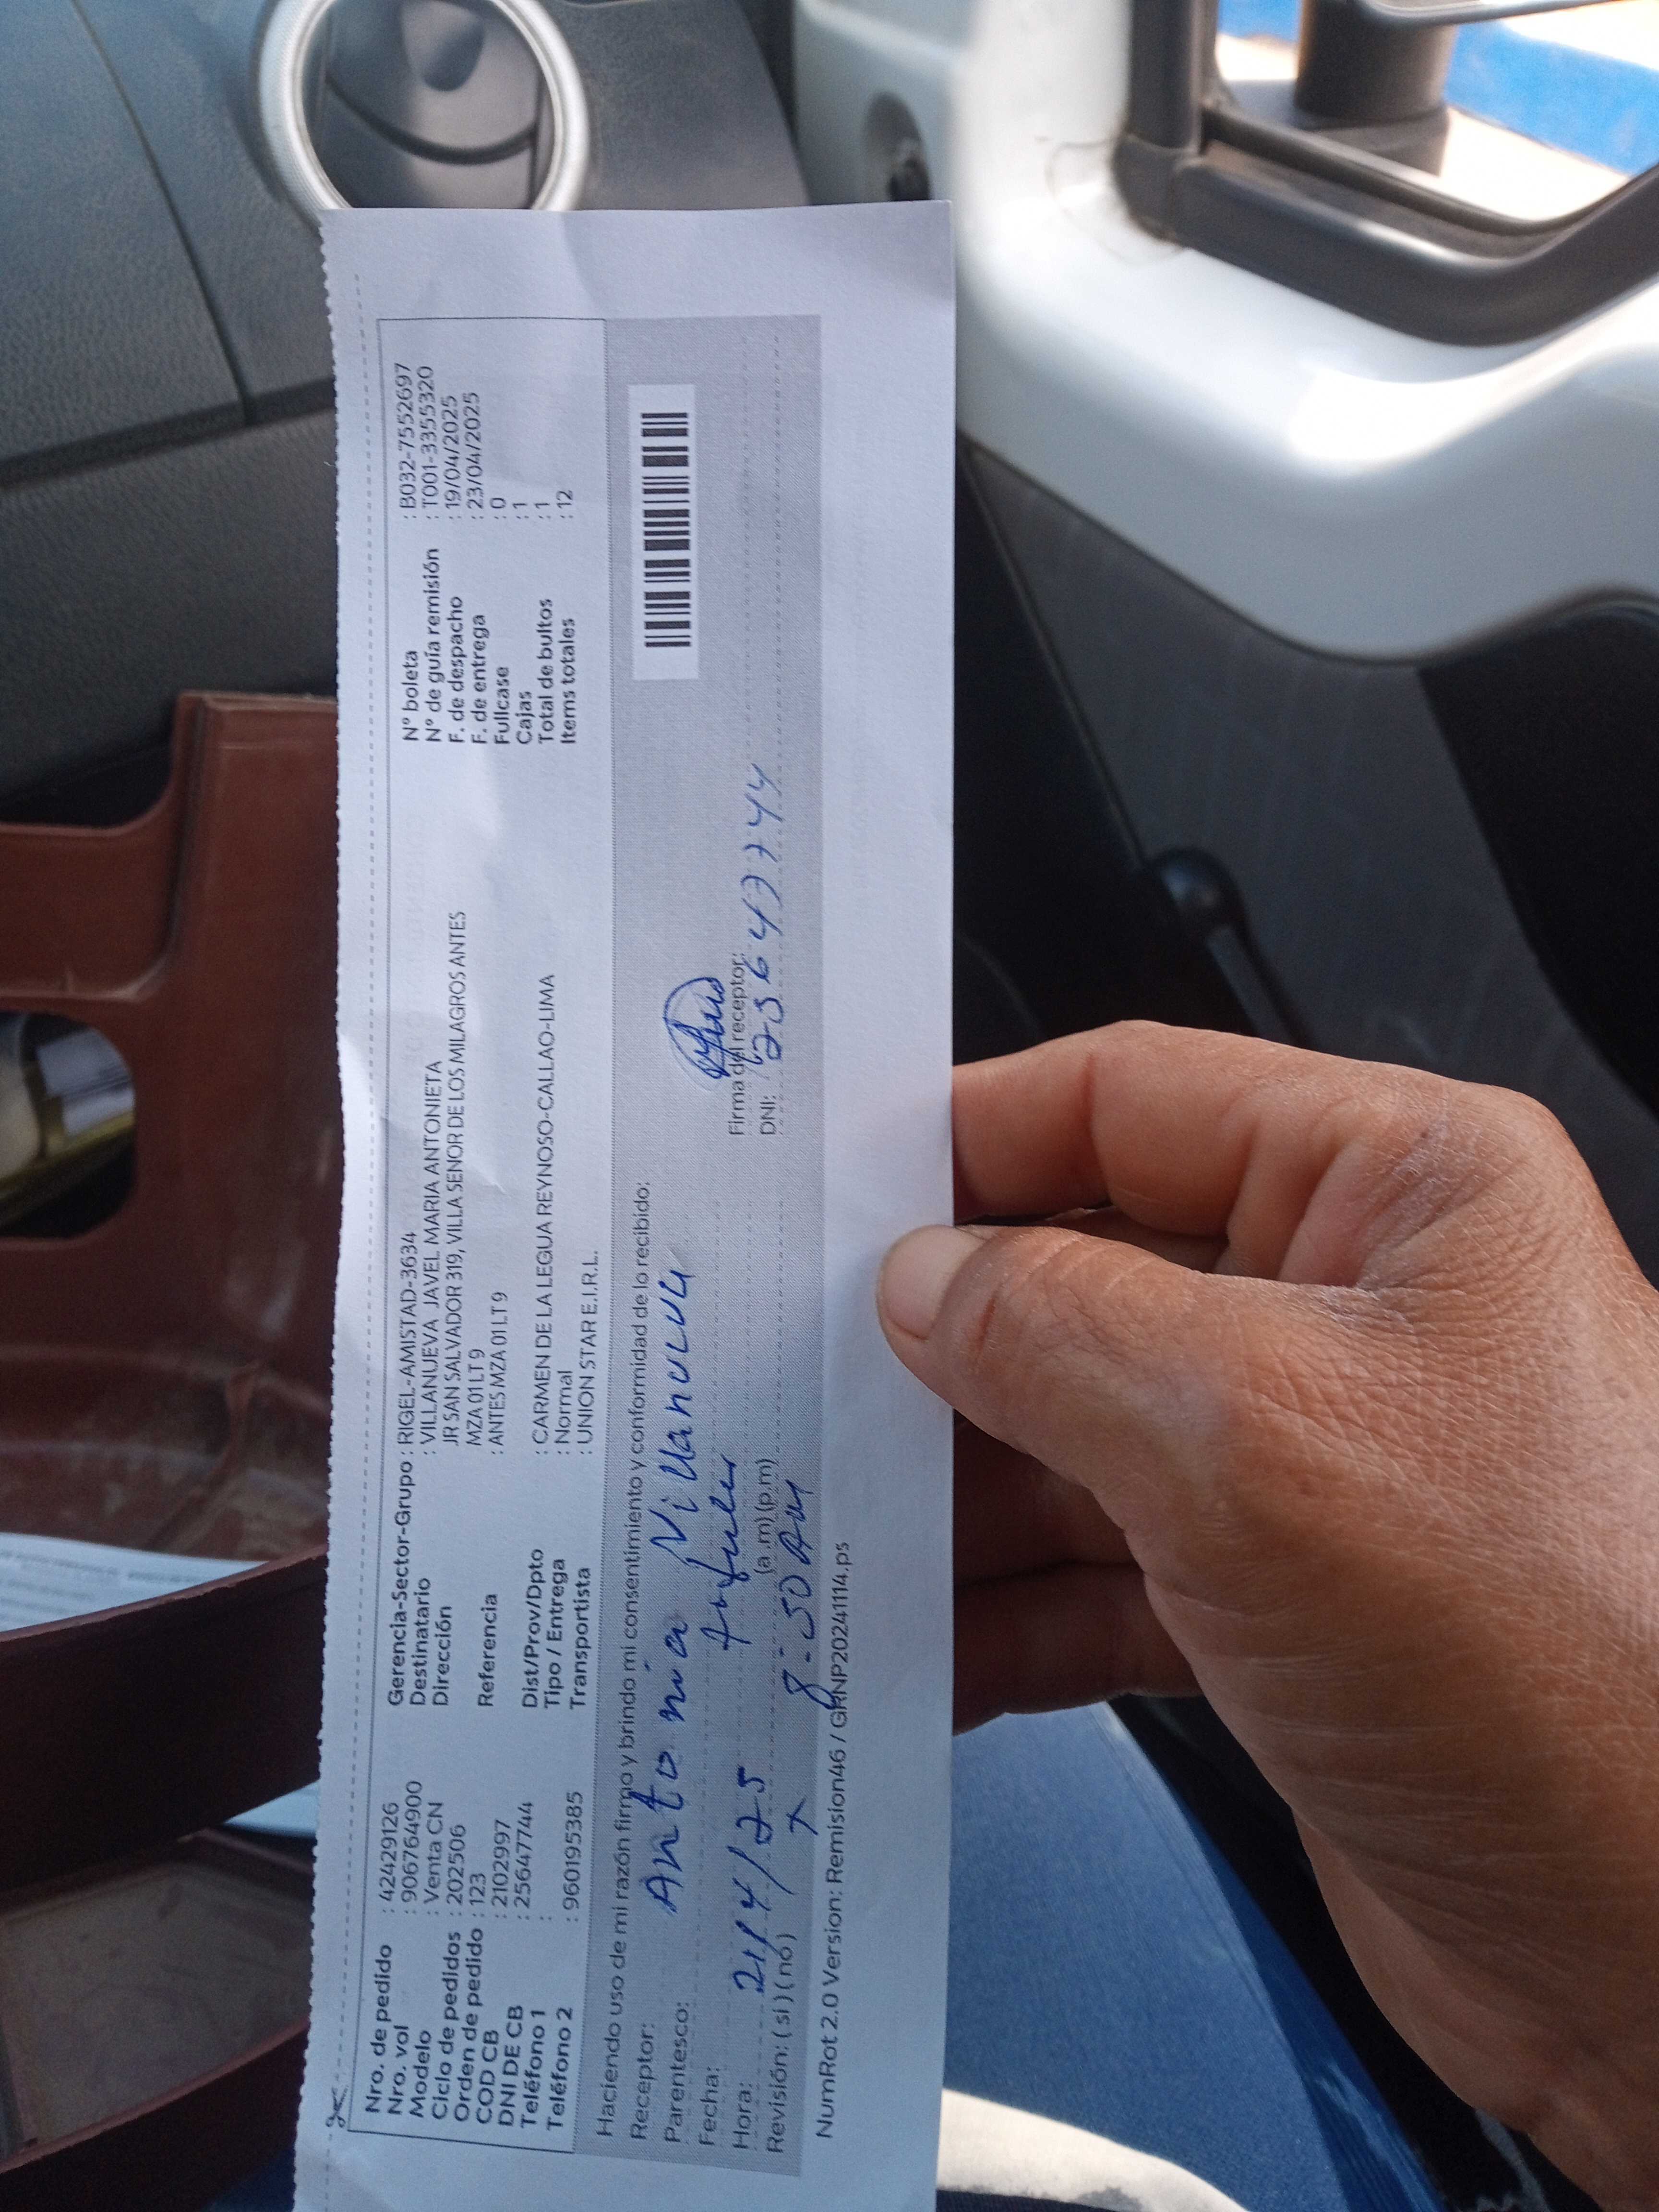 Nro. de pedido : 42429126
Nro. vol : 9067649​00
Modelo : Venta CN
Ciclo de pedidos : 202506
Orden de pedido : 123
COD CB : 2102997
DNI DE CB : 25647744
Teléfono 1 :
Teléfono 2 : 960195385
Gerencia-Sector-Grupo : RIGEL-AMISTAD-3634
Destinatario : VILLANUEVA JAVEL MARIA ANTONIETA
Dirección JR SAN SALVADOR 319, VILLA SENOR DE LOS MILAGROS ANTES
MZA 01 LT 9
Referencia : ANTES MZA 01 LT 9
Dist/Prov/Dpto : CARMEN DE LA LEGUA REYNOSO-CALLAO-LIMA
Tipo / Entrega : Normal
Transportista : UNION STAR E.I.R.L.
N° boleta : B032-7552697
N° de guía remisión : T001-3355320
F. de despacho : 19/04/2025
F. de entrega : 23/04/2025
Fullcase : 0
Cajas : 1
Total de bultos : 1
Items totales : 12
Haciendo uso de mi razón firmo y brindo mi consentimiento y conformidad de lo recibido:
Receptor: Antonia Villanueva
Parentesco:
Fecha:
Hora: 21/4/25 (a.m)(p.m)
Revisión: ( si ) ( no ) x 8:50 AM
Firma del receptor:
DNI: 25647744
NumRot 2.0 Version: Remision46 / GRNP20241114.ps